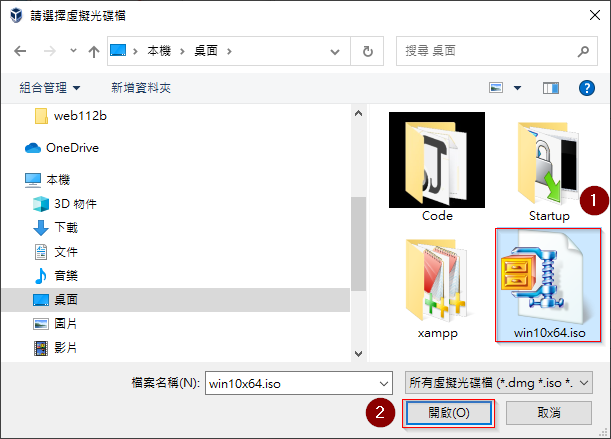 請選擇虛擬光碟檔
本機 › 桌面 ›
搜尋 桌面
組合管理 新增資料夾
web112b
OneDrive
本機
3D 物件
下載
文件
音樂
桌面
圖片
影片
Code
Startup
1
xampp
win10x64.iso
檔案名稱(N): win10x64.iso
所有虛擬光碟檔 (*.dmg *.iso *.
2
開啟(O)
取消